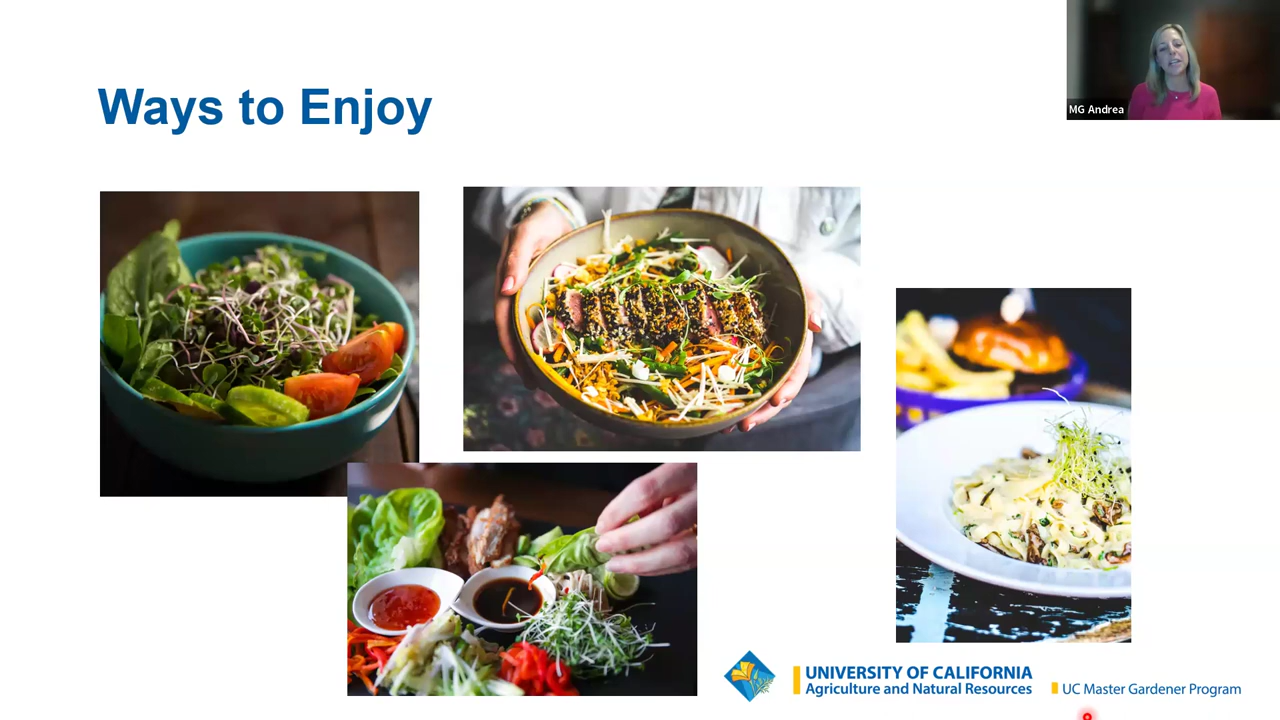 MG Andrea
Ways to Enjoy
UNIVERSITY OF CALIFORNIA
Agriculture and Natural Resources
UC Master Gardener Program